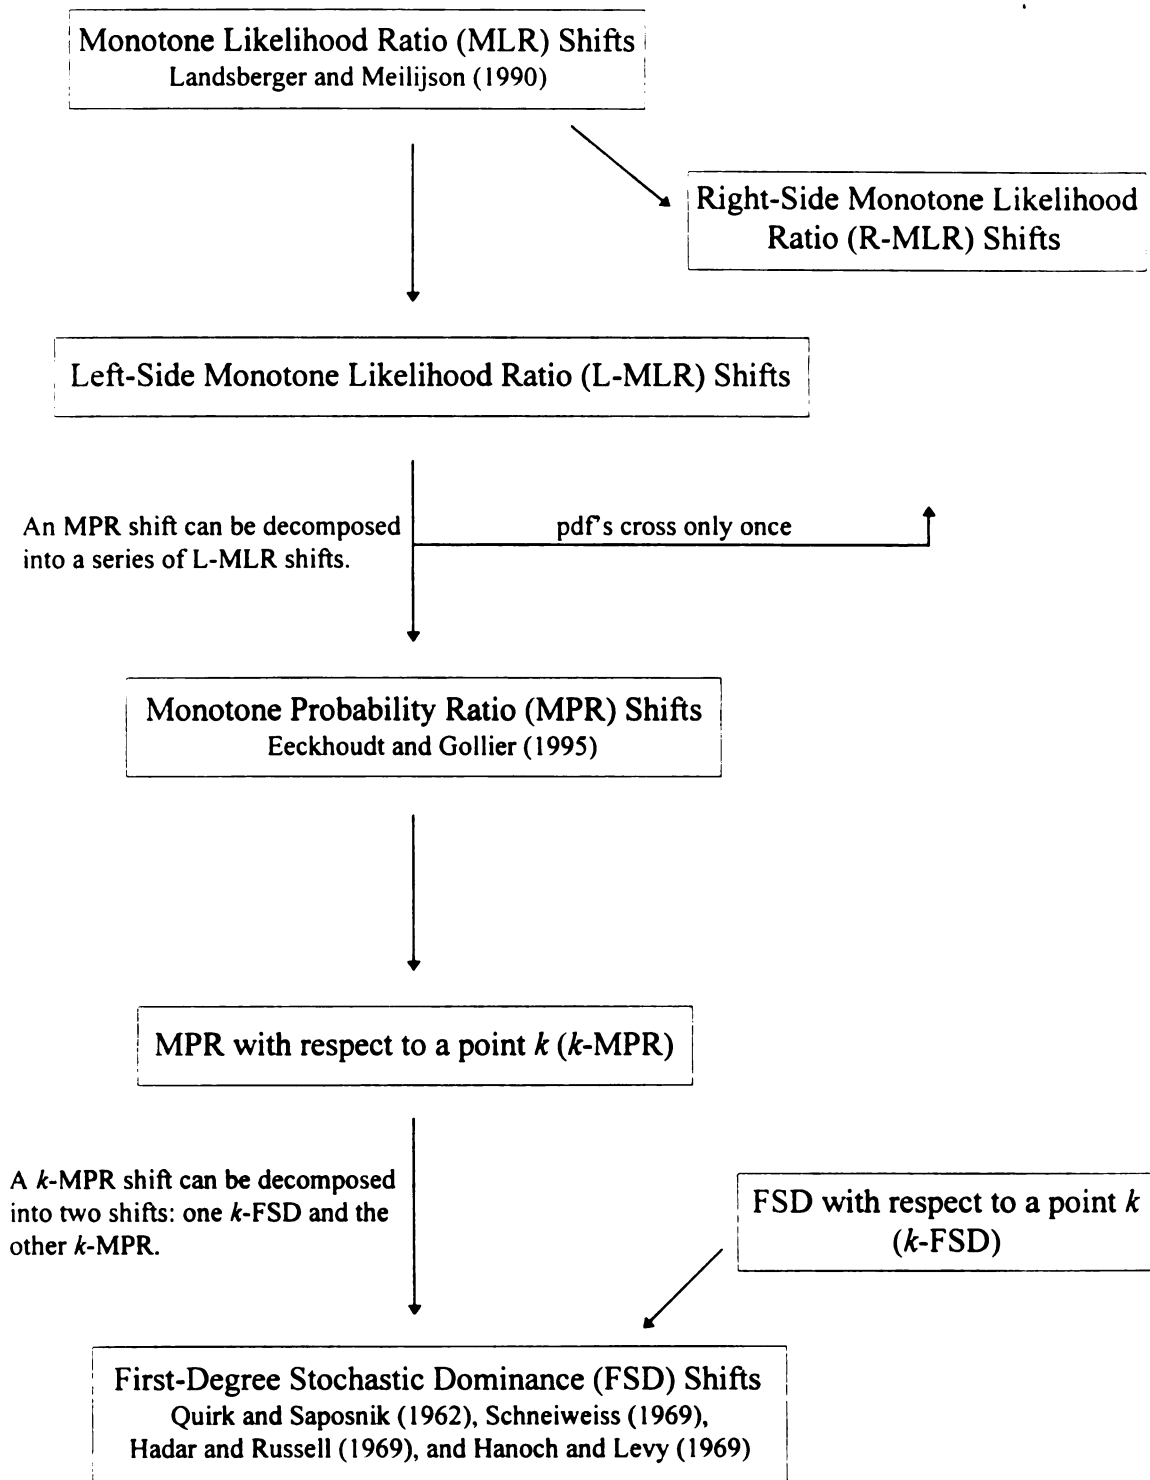 Monotone Likelihood Ratio (MLR) Shifts
Landsberger and Meilijson (1990)
Right-Side Monotone Likelihood
Ratio (R-MLR) Shifts
Left-Side Monotone Likelihood Ratio (L-MLR) Shifts
An MPR shift can be decomposed
into a series of L-MLR shifts.
pdf's cross only once
Monotone Probability Ratio (MPR) Shifts
Eeckhoudt and Gollier (1995)
MPR with respect to a point k (k-MPR)
A k-MPR shift can be decomposed
into two shifts: one k-FSD and the
other k-MPR.
FSD with respect to a point k
(k-FSD)
First-Degree Stochastic Dominance (FSD) Shifts
Quirk and Saposnik (1962), Schneiweiss (1969),
Hadar and Russell (1969), and Hanoch and Levy (1969)